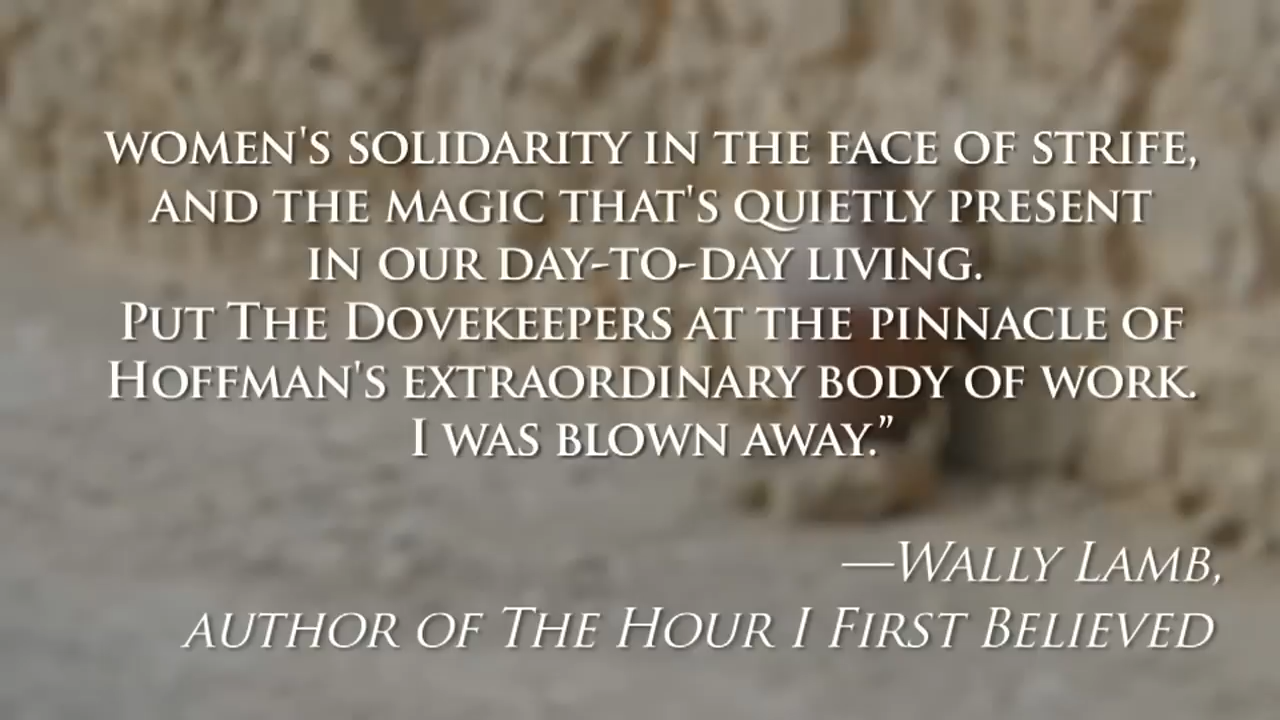 WOMEN'S SOLIDARITY IN THE FACE OF STRIFE,
AND THE MAGIC THAT'S QUIETLY PRESENT
IN OUR DAY-TO-DAY LIVING.
PUT THE DOVEKEEPERS AT THE PINNACLE OF
HOFFMAN'S EXTRAORDINARY BODY OF WORK.
I WAS BLOWN AWAY.”
—WALLY LAMB,
AUTHOR OF THE HOUR I FIRST BELIEVED